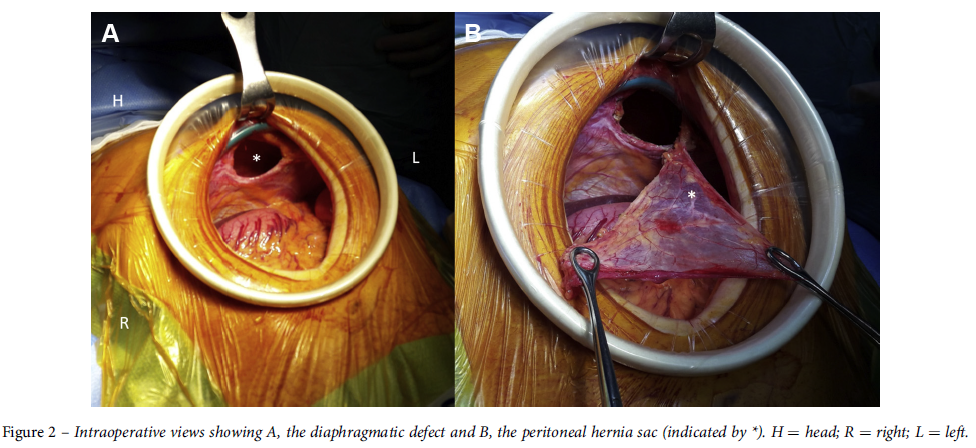 A
B
H
*
L
*
R
Figure 2 – Intraoperative views showing A, the diaphragmatic defect and B, the peritoneal hernia sac (indicated by *). H = head; R = right; L = left.